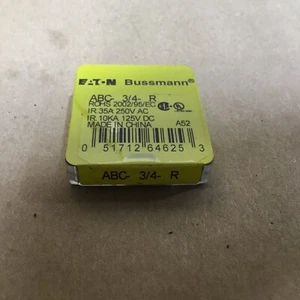 EATON Bussmann
ABC- 3/4- R
ROHS 2002/95/EC
IR 35A 250V AC
IR 10KA 125V DC
MADE IN CHINA A52
0 51712 64625 3
ABC- 3/4- R